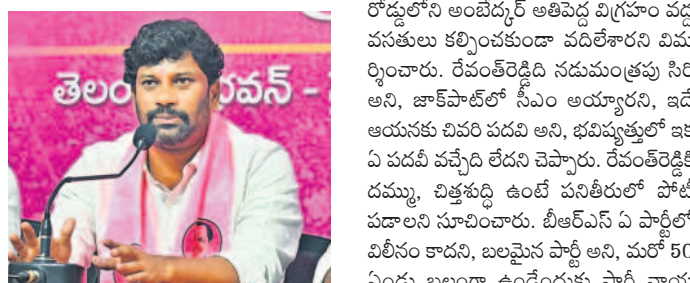 తెలం వన్ -
రోడ్డులోని అంబేద్కర్ అతిపెద్ద విగ్రహం వద్ద
వసతులు కల్పించకుండా వదిలేశారని విమ
ర్శించారు. రేవంత్‌రెడ్డిది నడుమంత్రపు సిరి
అని, జాక్‌పాట్‌లో సీఎం అయ్యారని, ఇదే
ఆయనకు చివరి పదవి అని, భవిష్యత్తులో ఇక
ఏ పదవీ వచ్చేది లేదని చెప్పారు. రేవంత్‌రెడ్డికి
దమ్ము, చిత్తశుద్ధి ఉంటే పనితీరులో పోటీ
పడాలని సూచించారు. బీఆర్ఎస్ ఏ పార్టీలో
విలీనం కాదని, బలమైన పార్టీ అని, మరో 50